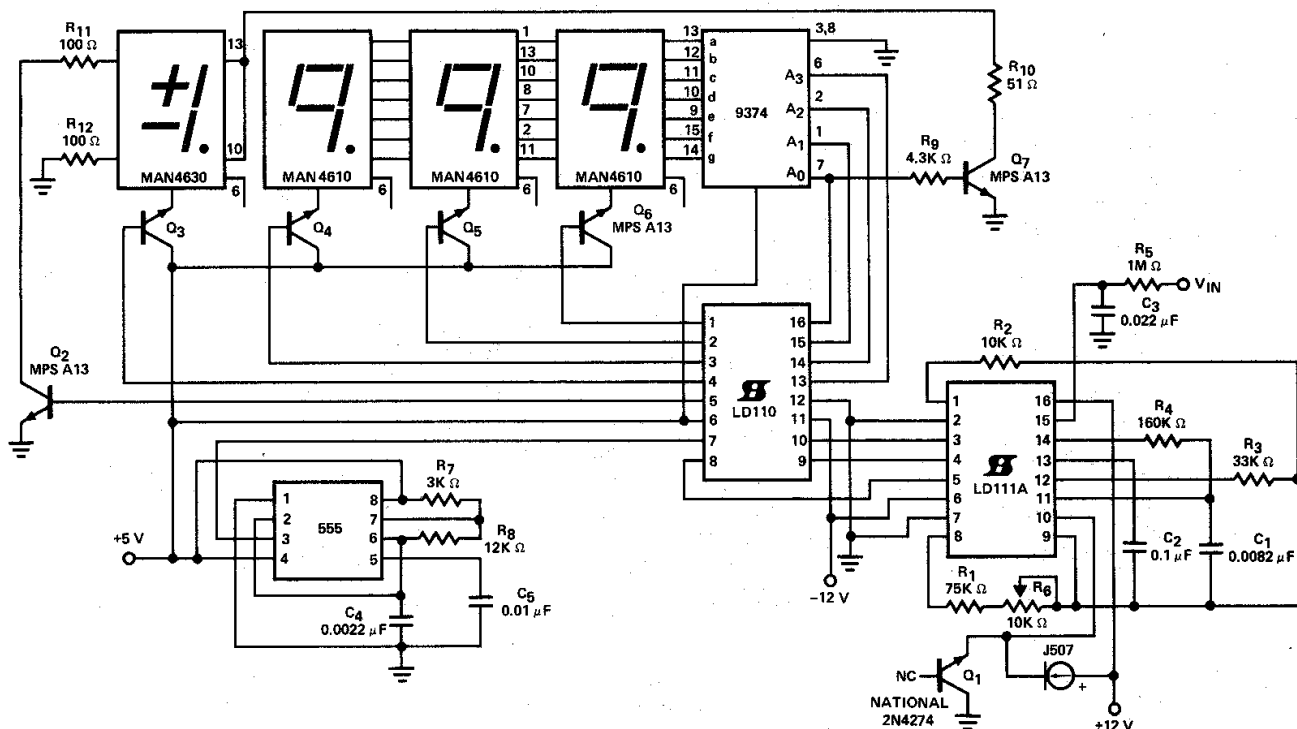 R11
100 Ω
13
R12
100 Ω
10
+1
−1.
MAN4630
6
9.
MAN4610
6
9.
MAN4610
6
1
13
10
8
7
2
11
9.
MAN4610
6
13
12
11
10
9
15
14
a
b
c
d
e
f
g
9374
A3
A2
A1
A0
3,8
6
2
1
7
R9
4.3K Ω
R10
51 Ω
Q7
MPS A13
Q3
Q4
Q5
Q6
MPS A13
R5
1M Ω
VIN
C3
0.022 µF
Q2
MPS A13
1
2
3
4
5
6
7
8
LD110
16
15
14
13
12
11
10
9
R2
10K Ω
1
2
3
4
5
6
7
8
LD111A
16
15
14
13
12
11
10
9
R4
160K Ω
R3
33K Ω
C2
0.1 µF
C1
0.0082 µF
R1
75K Ω
R6
10K Ω
+5 V
1
2
3
4
555
8
7
6
5
R7
3K Ω
R8
12K Ω
C4
0.0022 µF
C5
0.01 µF
−12 V
NC
Q1
NATIONAL
2N4274
J507
+
+12 V